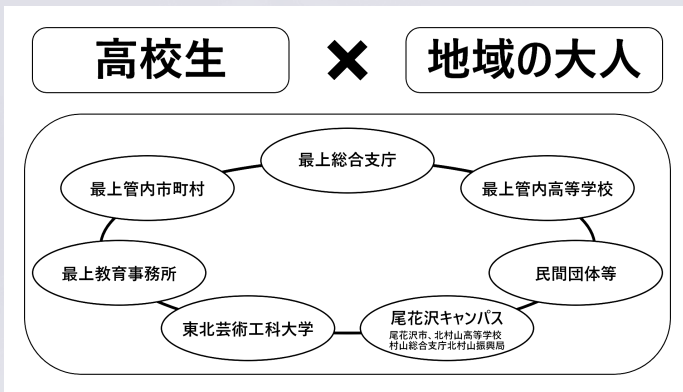 高校生 × 地域の大人
最上総合支庁
最上管内市町村
最上管内高等学校
最上教育事務所
民間団体等
東北芸術工科大学
尾花沢キャンパス
尾花沢市、北村山高等学校
村山総合支庁北村山振興局